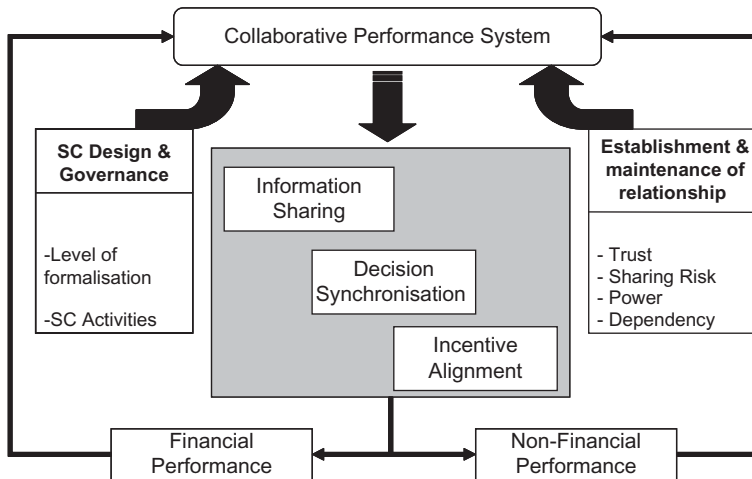 Collaborative Performance System
SC Design &
Governance
-Level of
formalisation
-SC Activities
Information
Sharing
Decision
Synchronisation
Incentive
Alignment
Establishment &
maintenance of
relationship
- Trust
- Sharing Risk
- Power
- Dependency
Financial
Performance
Non-Financial
Performance